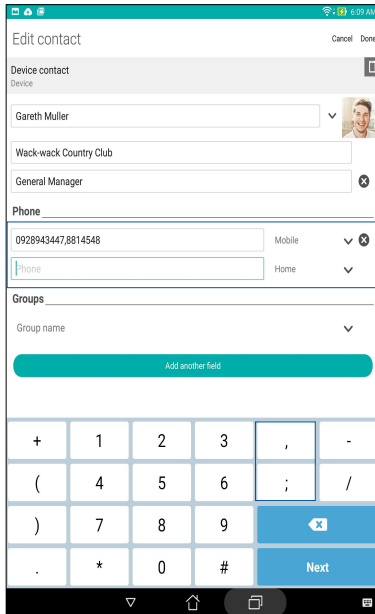 6:09 AM
Edit contact
Cancel Done
Device contact
Device
Gareth Muller
Wack-wack Country Club
General Manager
Phone
0928943447,8814548 Mobile
Phone Home
Groups
Group name
Add another field
+ 1 2 3 , -
( 4 5 6 ; /
) 7 8 9
. * 0 # Next